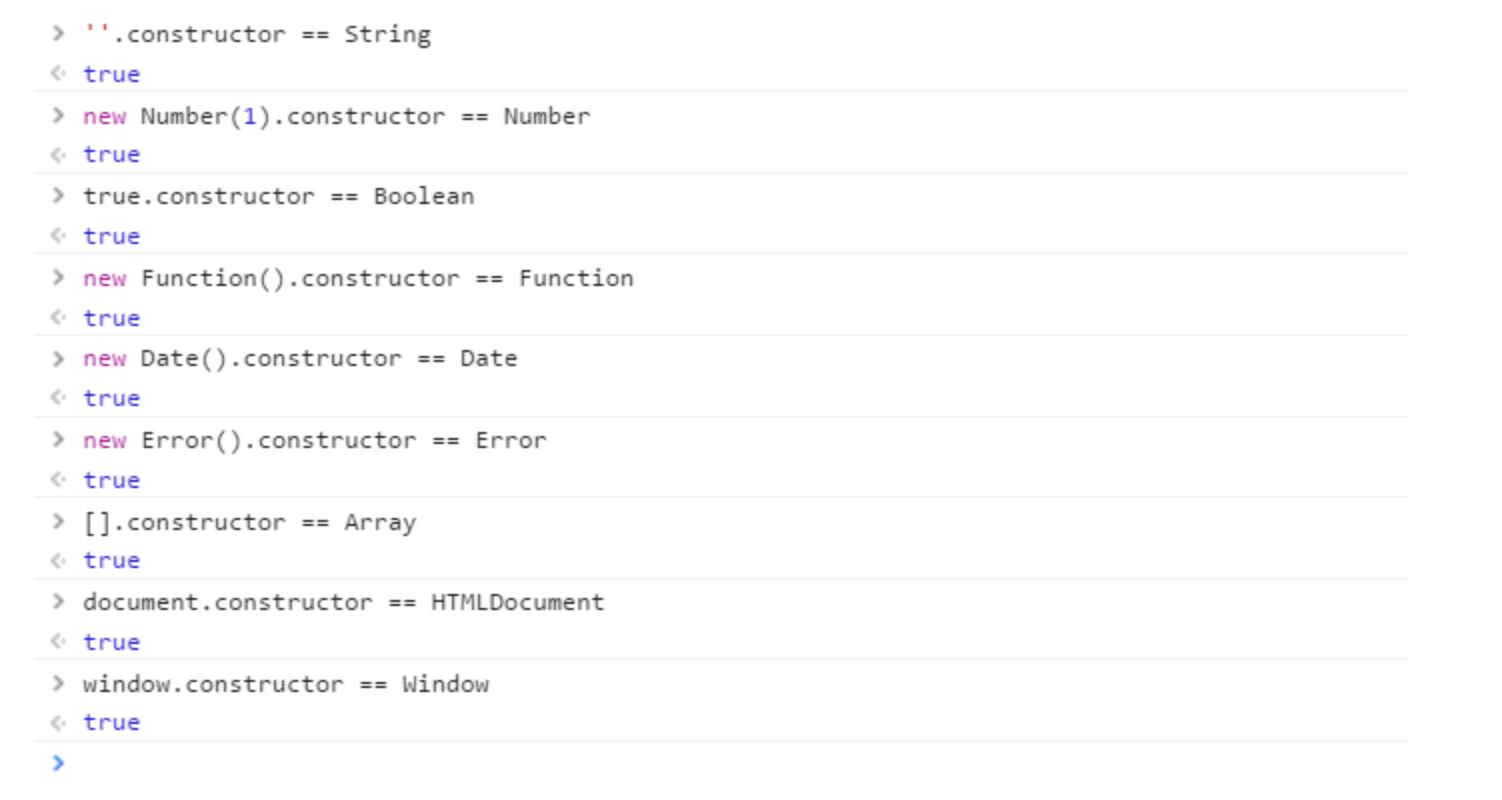 > ''.constructor == String
<· true
> new Number(1).constructor == Number
<· true
> true.constructor == Boolean
<· true
> new Function().constructor == Function
<· true
> new Date().constructor == Date
<· true
> new Error().constructor == Error
<· true
> [].constructor == Array
<· true
> document.constructor == HTMLDocument
<· true
> window.constructor == Window
<· true
>